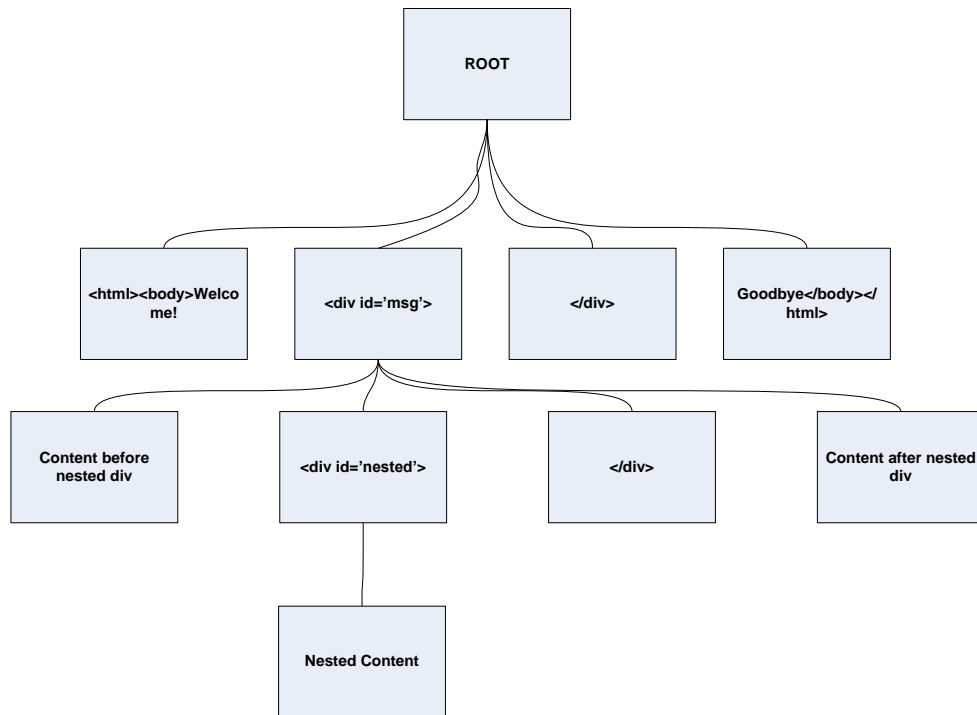 ROOT
<html><body>Welco
me!
<div id=’msg’>
</div>
Goodbye</body></
html>
Content before
nested div
<div id=’nested’>
</div>
Content after nested
div
Nested Content